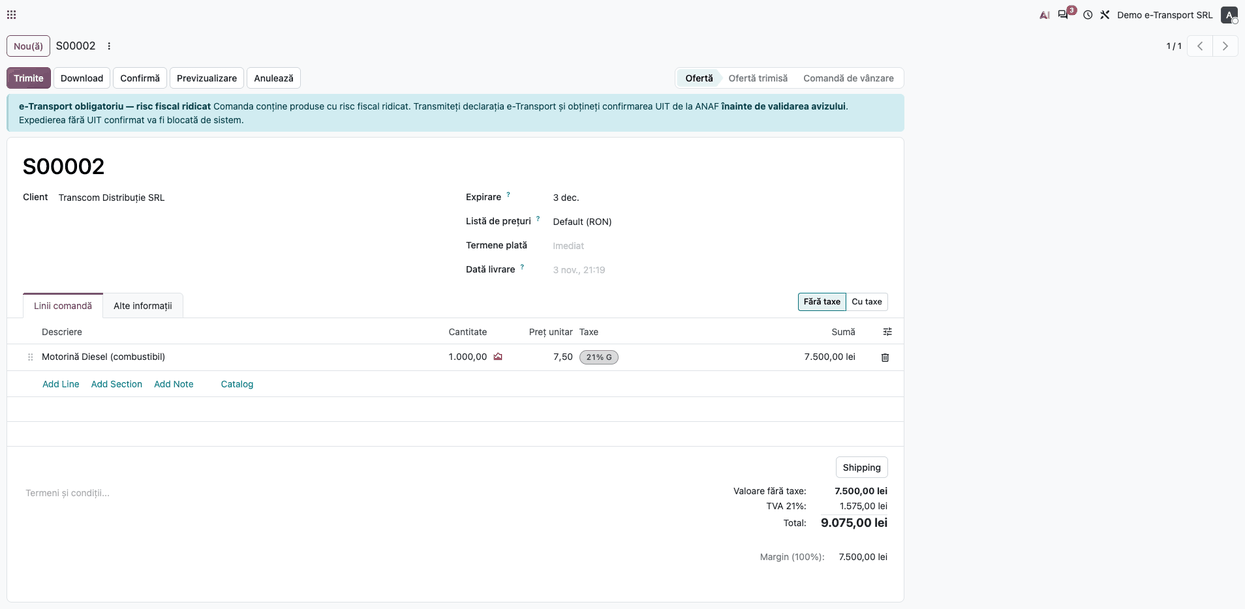 AI
3
Demo e-Transport SRL
A
Nou(ă)
S00002
1 / 1
Trimite
Download
Confirmă
Previzualizare
Anulează
Ofertă
Ofertă trimisă
Comandă de vânzare
e-Transport obligatoriu — risc fiscal ridicat Comanda conține produse cu risc fiscal ridicat. Transmiteți declarația e-Transport și obțineți confirmarea UIT de la ANAF înainte de validarea avizului.
Expedierea fără UIT confirmat va fi blocată de sistem.
S00002
Client Transcom Distribuție SRL
Expirare ? 3 dec.
Listă de prețuri ? Default (RON)
Termene plată Imediat
Dată livrare ? 3 nov., 21:19
Linii comandă
Alte informații
Fără taxe
Cu taxe
Descriere Cantitate Preț unitar Taxe Sumă
Motorină Diesel (combustibil) 1.000,00 7,50 21% G 7.500,00 lei
Add Line Add Section Add Note Catalog
Shipping
Termeni și condiții...
Valoare fără taxe: 7.500,00 lei
TVA 21%: 1.575,00 lei
Total: 9.075,00 lei
Margin (100%): 7.500,00 lei